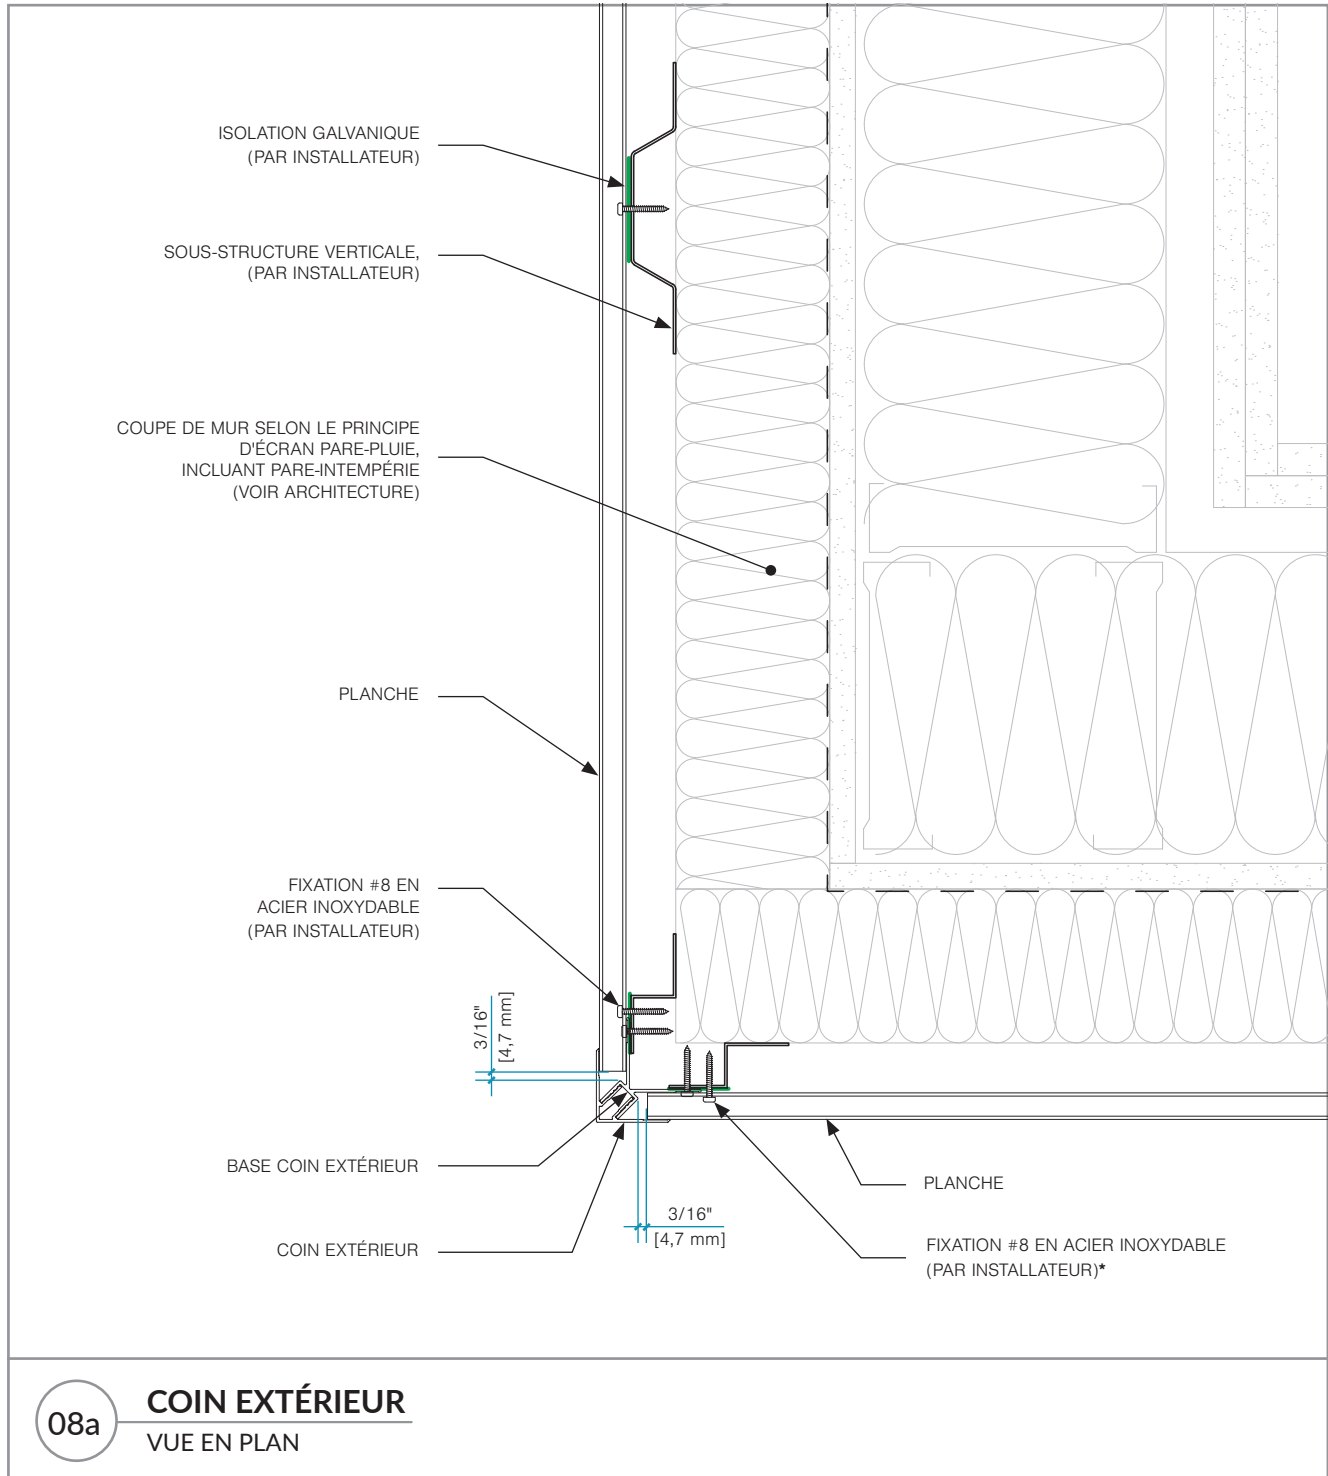 ISOLATION GALVANIQUE
(PAR INSTALLATEUR)
SOUS-STRUCTURE VERTICALE,
(PAR INSTALLATEUR)
COUPE DE MUR SELON LE PRINCIPE
D'ÉCRAN PARE-PLUIE,
INCLUANT PARE-INTEMPÉRIE
(VOIR ARCHITECTURE)
PLANCHE
FIXATION #8 EN
ACIER INOXYDABLE
(PAR INSTALLATEUR)
3/16"
[4,7 mm]
BASE COIN EXTÉRIEUR
COIN EXTÉRIEUR
3/16"
[4,7 mm]
PLANCHE
FIXATION #8 EN ACIER INOXYDABLE
(PAR INSTALLATEUR)*
08a
COIN EXTÉRIEUR
VUE EN PLAN